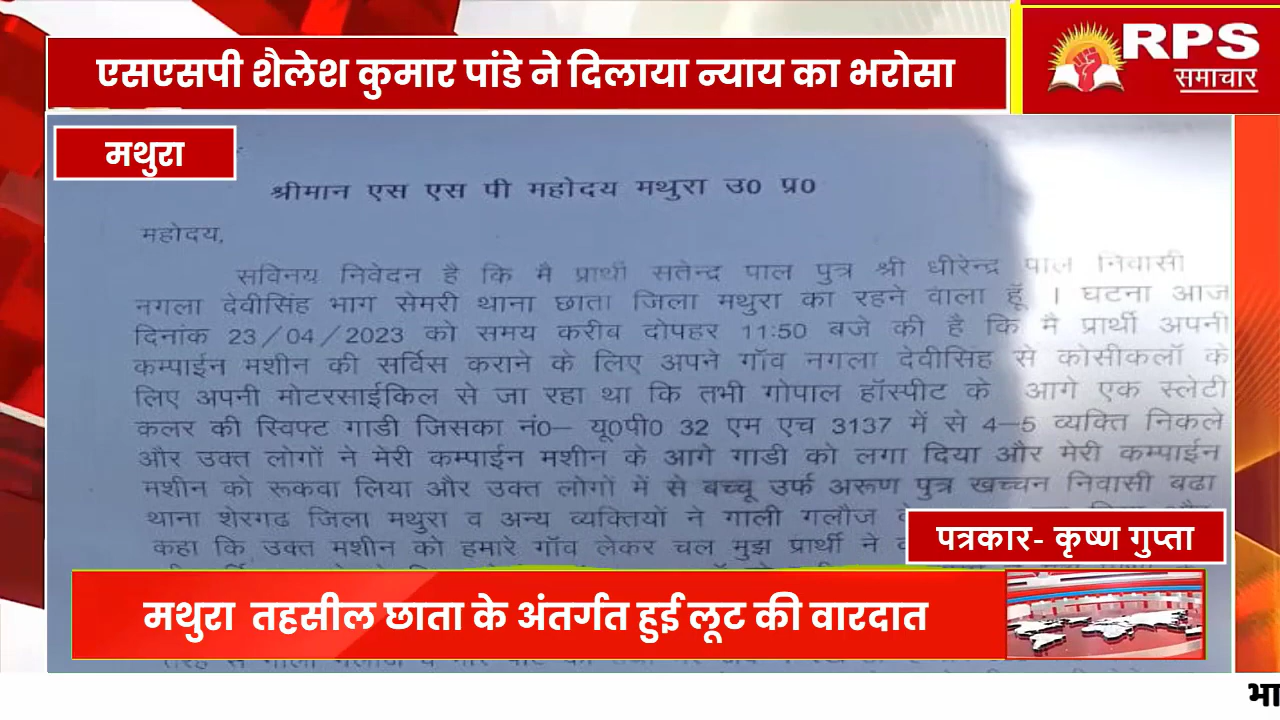 एसएसपी शैलेश कुमार पांडे ने दिलाया न्याय का भरोसा
RPS
समाचार
मथुरा
श्रीमान एस एस पी महोदय मथुरा उ0 प्र0
महोदय,
सविनय निवेदन है कि मै प्रार्थी सतेन्द्र पाल पुत्र श्री धीरेन्द्र पाल निवासी
नगला देवीसिंह भाग सेमरी थाना छाता जिला मथुरा का रहने वाला हूँ । घटना आज
दिनांक 23/04/2023 को समय करीब दोपहर 11:50 बजे की है कि मै प्रार्थी अपनी
कम्पाईन मशीन की सर्विस कराने के लिए अपने गॉव नगला देवीसिंह से कोसीकलॉ के
लिए अपनी मोटरसाईकिल से जा रहा था कि तभी गोपाल हॉस्पीट के आगे एक स्लेटी
कलर की स्विफ्ट गाडी जिसका नं0– यू0पी0 32 एम एच 3137 में से 4–5 व्यक्ति निकले
और उक्त लोगों ने मेरी कम्पाईन मशीन के आगे गाडी को लगा दिया और मेरी कम्पाईन
मशीन को रूकवा लिया और उक्त लोगों में से बच्चू उर्फ अरूण पुत्र खच्चन निवासी बढा
थाना शेरगढ जिला मथुरा व अन्य व्यक्तियों ने गाली गलौज
कहा कि उक्त मशीन को हमारे गॉव लेकर चल मुझ प्रार्थी ने
पत्रकार- कृष्ण गुप्ता
मथुरा तहसील छाता के अंतर्गत हुई लूट की वारदात
भा